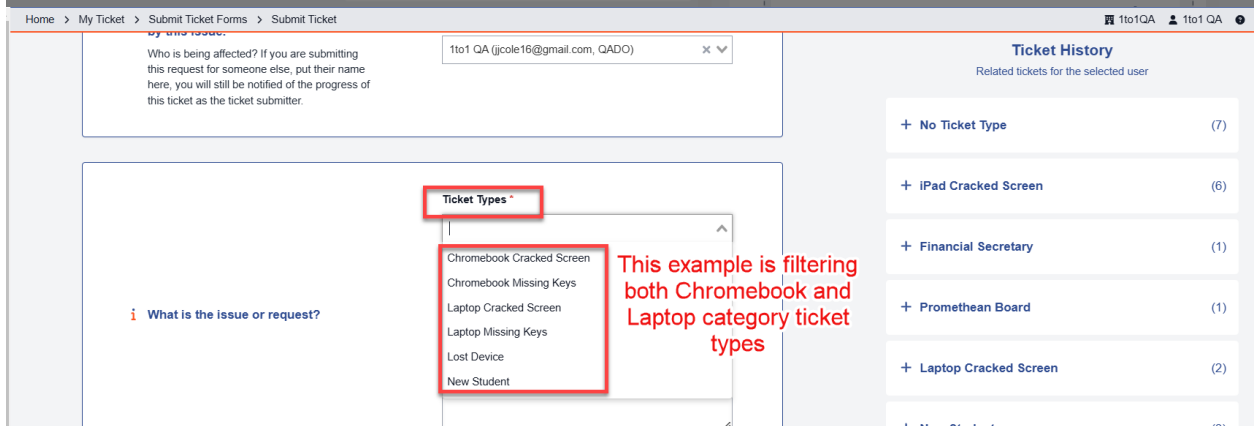 Home > My Ticket > Submit Ticket Forms > Submit Ticket
1to1QA 1to1 QA
by this issue.
Who is being affected? If you are submitting
this request for someone else, put their name
here, you will still be notified of the progress of
this ticket as the ticket submitter.
1to1 QA (jjcole16@gmail.com, QADO)
Ticket History
Related tickets for the selected user
+ No Ticket Type (7)
+ iPad Cracked Screen (6)
+ Financial Secretary (1)
+ Promethean Board (1)
+ Laptop Cracked Screen (2)
i What is the issue or request?
Ticket Types *
Chromebook Cracked Screen
Chromebook Missing Keys
Laptop Cracked Screen
Laptop Missing Keys
Lost Device
New Student
This example is filtering
both Chromebook and
Laptop category ticket
types